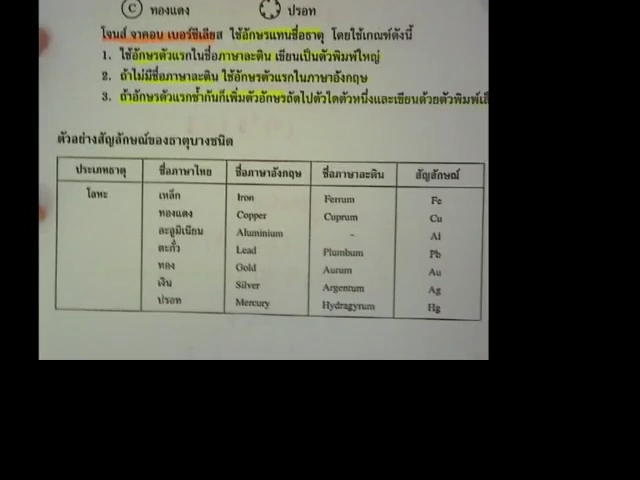 C ทองแดง ปรอท
โจนส์ จาคอบ เบอร์ซีเลียส ใช้อักษรแทนชื่อธาตุ โดยใช้เกณฑ์ดังนี้
1. ใช้อักษรตัวแรกในชื่อภาษาละติน เขียนเป็นตัวพิมพ์ใหญ่
2. ถ้าไม่มีชื่อภาษาละติน ใช้อักษรตัวแรกในภาษาอังกฤษ
3. ถ้าอักษรตัวแรกซ้ำกันก็เพิ่มตัวอักษรถัดไปตัวใดตัวหนึ่งและเขียนด้วยตัวพิมพ์เ
ตัวอย่างสัญลักษณ์ของธาตุบางชนิด
ประเภทธาตุ ชื่อภาษาไทย ชื่อภาษาอังกฤษ ชื่อภาษาละติน สัญลักษณ์
โลหะ เหล็ก Iron Ferrum Fe
ทองแดง Copper Cuprum Cu
อะลูมิเนียม Aluminium - Al
ตะกั่ว Lead Plumbum Pb
ทอง Gold Aurum Au
เงิน Silver Argentum Ag
ปรอท Mercury Hydragyrum Hg